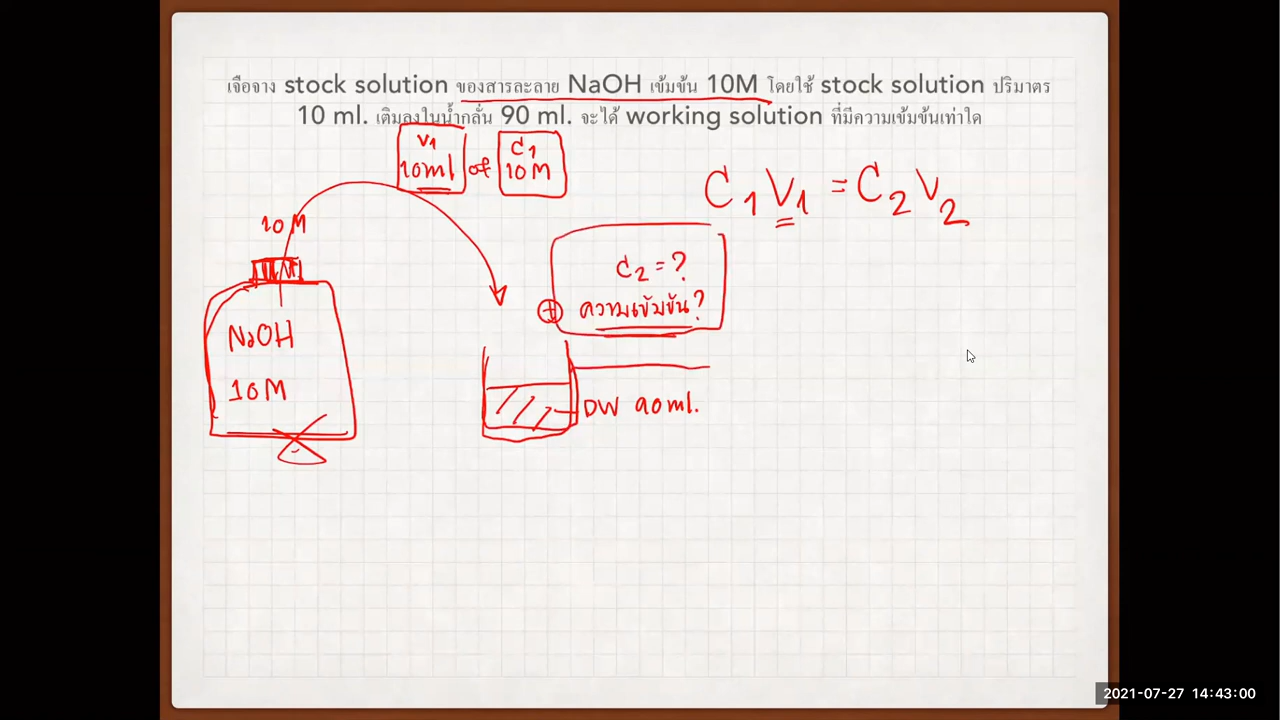 เจือจาง stock solution ของสารละลาย NaOH เข้มข้น 10M โดยใช้ stock solution ปริมาตร
10 ml. เติมลงในน้ำกลั่น 90 ml. จะได้ working solution ที่มีความเข้มข้นเท่าใด
V1
10ml of
C1
10M
C1V1 = C2V2
10 M
C2 = ?
+ ความเข้มข้น?
NaOH
10M
DW 90ml.
2021-07-27 14:43:00